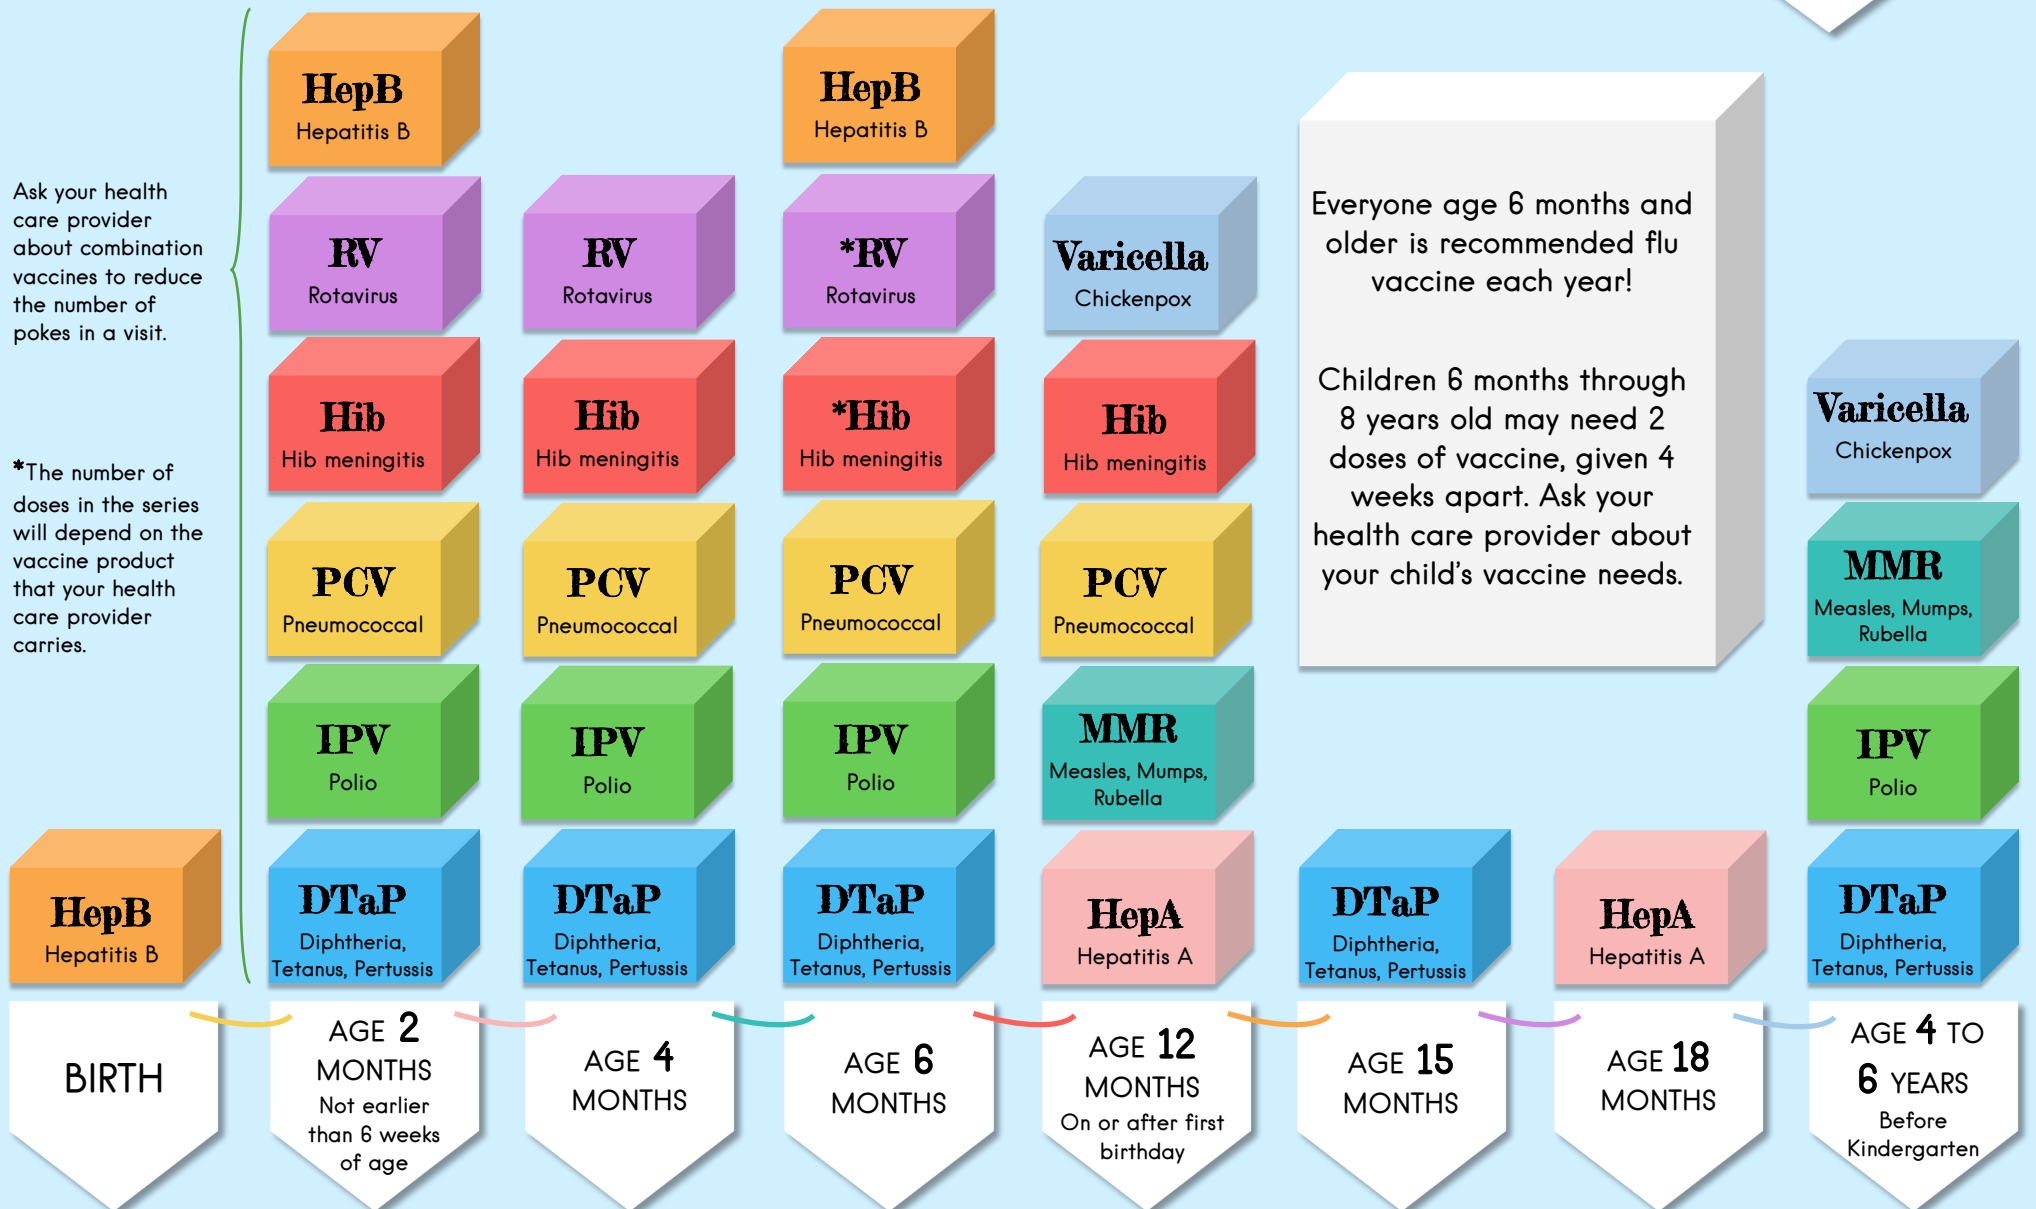 Ask your health
care provider
about combination
vaccines to reduce
the number of
pokes in a visit.
*The number of
doses in the series
will depend on the
vaccine product
that your health
care provider
carries.
HepB
Hepatitis B
BIRTH
HepB
Hepatitis B
RV
Rotavirus
Hib
Hib meningitis
PCV
Pneumococcal
IPV
Polio
DTaP
Diphtheria,
Tetanus, Pertussis
AGE 2
MONTHS
Not earlier
than 6 weeks
of age
RV
Rotavirus
Hib
Hib meningitis
PCV
Pneumococcal
IPV
Polio
DTaP
Diphtheria,
Tetanus, Pertussis
AGE 4
MONTHS
HepB
Hepatitis B
*RV
Rotavirus
*Hib
Hib meningitis
PCV
Pneumococcal
IPV
Polio
DTaP
Diphtheria,
Tetanus, Pertussis
AGE 6
MONTHS
Varicella
Chickenpox
Hib
Hib meningitis
PCV
Pneumococcal
MMR
Measles, Mumps,
Rubella
HepA
Hepatitis A
AGE 12
MONTHS
On or after first
birthday
Everyone age 6 months and
older is recommended flu
vaccine each year!
Children 6 months through
8 years old may need 2
doses of vaccine, given 4
weeks apart. Ask your
health care provider about
your child's vaccine needs.
DTaP
Diphtheria,
Tetanus, Pertussis
AGE 15
MONTHS
HepA
Hepatitis A
AGE 18
MONTHS
Varicella
Chickenpox
MMR
Measles, Mumps,
Rubella
IPV
Polio
DTaP
Diphtheria,
Tetanus, Pertussis
AGE 4 TO
6 YEARS
Before
Kindergarten